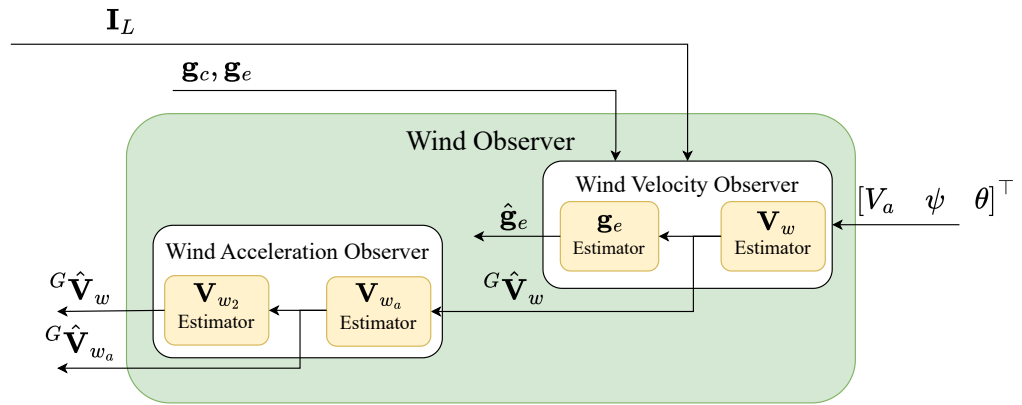 I_L
g_c, g_e
Wind Observer
Wind Velocity Observer
[V_a ψ θ]^⊤
ĝ_e
g_e
Estimator
V_w
Estimator
Wind Acceleration Observer
^G V̂_w
^G V̂_w
V_{w_2}
Estimator
V_{w_a}
Estimator
^G V̂_{w_a}